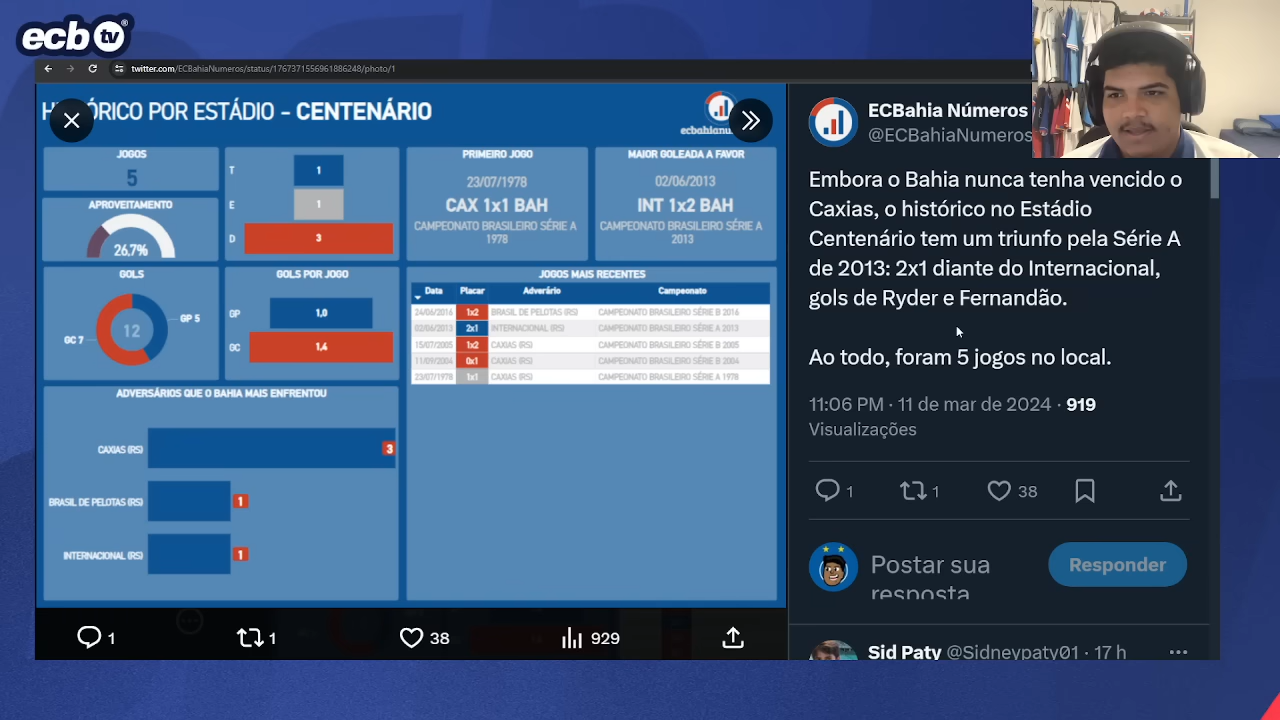 ecb tv
twitter.com/ECBahiaNumeros/status/1767371556961886248/photo/1
HISTÓRICO POR ESTÁDIO - CENTENÁRIO
JOGOS
5
APROVEITAMENTO
26,7%
T 1
E 1
D 3
PRIMEIRO JOGO
23/07/1978
CAX 1x1 BAH
CAMPEONATO BRASILEIRO SÉRIE A
1978
MAIOR GOLEADA A FAVOR
02/06/2013
INT 1x2 BAH
CAMPEONATO BRASILEIRO SÉRIE A
2013
GOLS
GP 5
12
GC 7
GOLS POR JOGO
GP 1,0
GC 1,4
JOGOS MAIS RECENTES
Data Placar Adverário Campeonato
24/06/2016 1x2 BRASIL DE PELOTAS (RS) CAMPEONATO BRASILEIRO SÉRIE B 2016
02/06/2013 2x1 INTERNACIONAL (RS) CAMPEONATO BRASILEIRO SÉRIE A 2013
15/07/2005 1x2 CAXIAS (RS) CAMPEONATO BRASILEIRO SÉRIE B 2005
11/09/2004 0x1 CAXIAS (RS) CAMPEONATO BRASILEIRO SÉRIE B 2004
23/07/1978 1x1 CAXIAS (RS) CAMPEONATO BRASILEIRO SÉRIE A 1978
ADVERSÁRIOS QUE O BAHIA MAIS ENFRENTOU
CAXIAS (RS) 3
BRASIL DE PELOTAS (RS) 1
INTERNACIONAL (RS) 1
1 1 38 929
ECBahia Números
@ECBahiaNumeros
Embora o Bahia nunca tenha vencido o
Caxias, o histórico no Estádio
Centenário tem um triunfo pela Série A
de 2013: 2x1 diante do Internacional,
gols de Ryder e Fernandão.
Ao todo, foram 5 jogos no local.
11:06 PM · 11 de mar de 2024 · 919
Visualizações
1 1 38
Postar sua
resposta
Responder
Sid Paty @Sidneypaty01 · 17 h